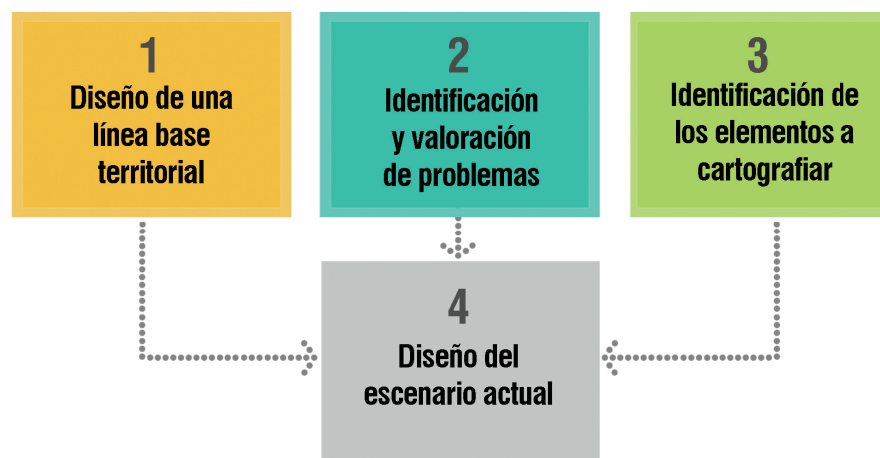 1
Diseño de una
línea base
territorial
2
Identificación
y valoración
de problemas
3
Identificación de
los elementos a
cartografiar
4
Diseño del
escenario actual